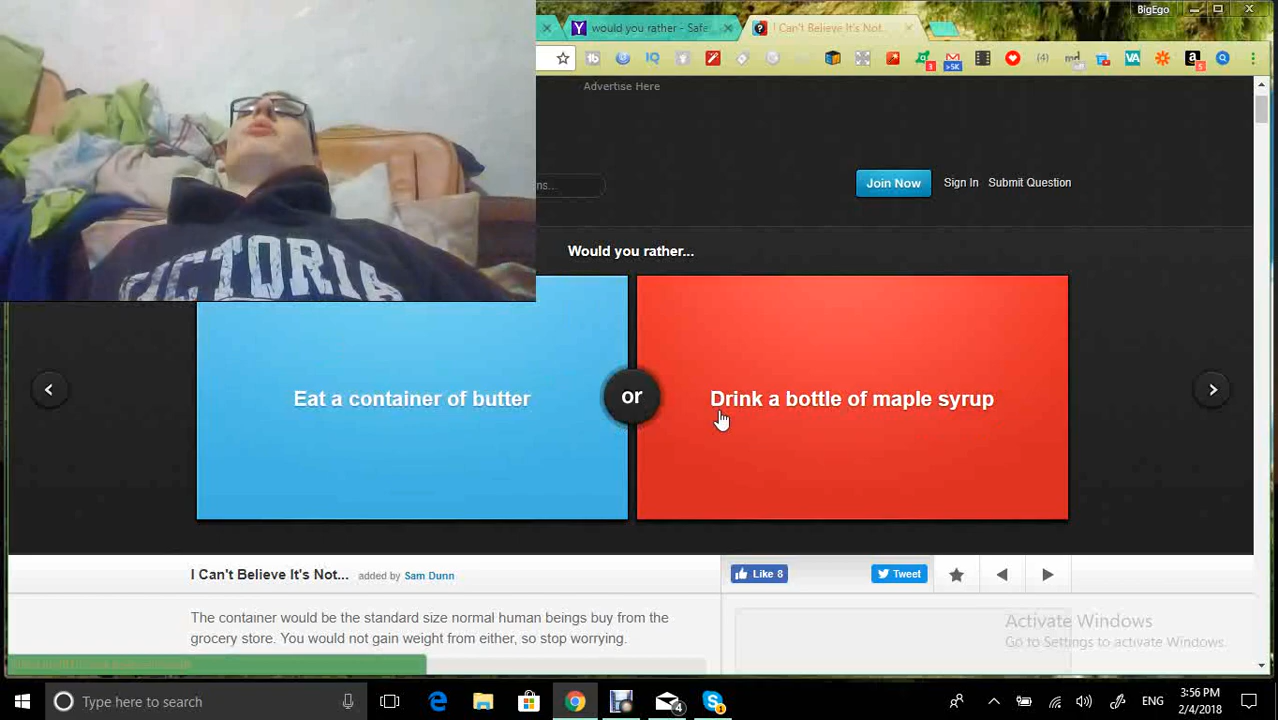 BigEgo
would you rather - Safe
I Can't Believe It's Not...
Advertise Here
ns...
Join Now
Sign In
Submit Question
VICTORIA
Would you rather...
Eat a container of butter
or
Drink a bottle of maple syrup
I Can't Believe It's Not... added by Sam Dunn
Like 8
Tweet
The container would be the standard size normal human beings buy from the
grocery store. You would not gain weight from either, so stop worrying.
Activate Windows
Go to Settings to activate Windows.
Type here to search
4
1
ENG
3:56 PM
2/4/2018